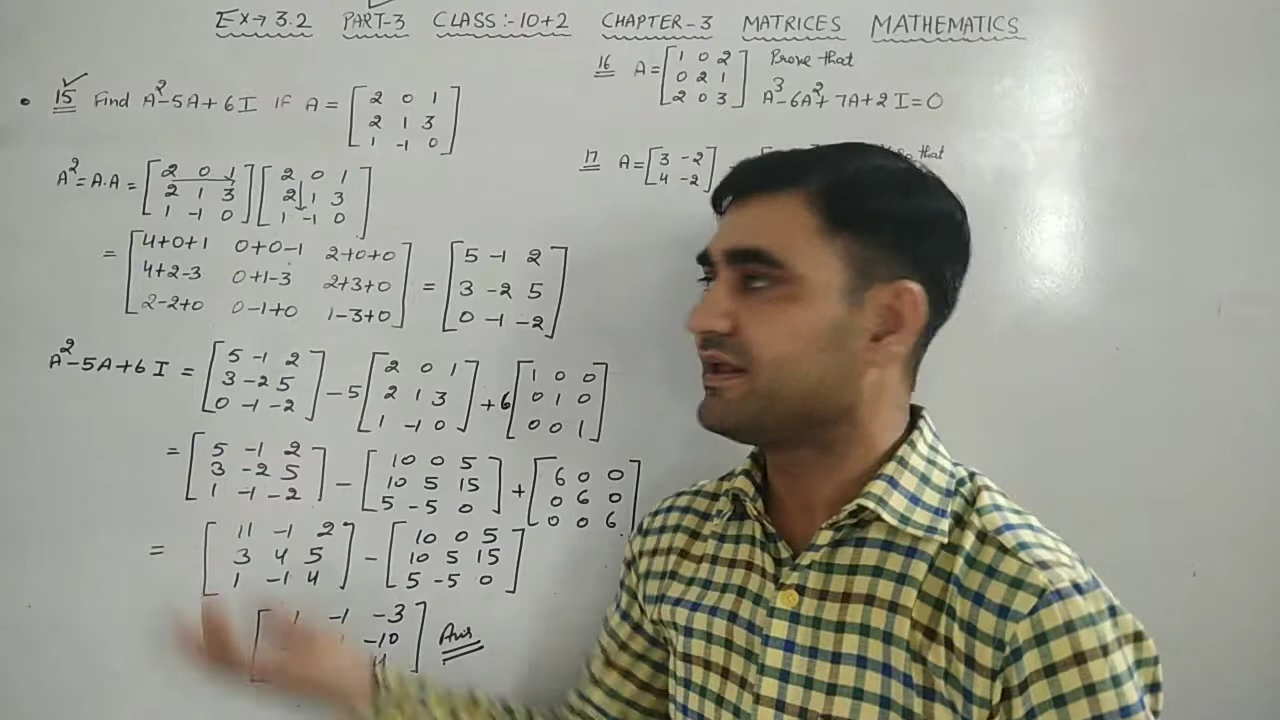 EX→ 3.2 PART-3 CLASS:- 10+2 CHAPTER-3 MATRICES MATHEMATICS
• 15 Find A²-5A+6I IF A = [2 0 1
2 1 3
1 -1 0]
A² = A.A = [2 0 1
2 1 3
1 -1 0] [2 0 1
2 1 3
1 -1 0]
= [4+0+1 0+0-1 2+0+0
4+2-3 0+1-3 2+3+0
2-2+0 0-1+0 1-3+0] = [5 -1 2
3 -2 5
0 -1 -2]
A²-5A+6I = [5 -1 2
3 -2 5
0 -1 -2] -5 [2 0 1
2 1 3
1 -1 0] +6 [1 0 0
0 1 0
0 0 1]
= [5 -1 2
3 -2 5
1 -1 -2] - [10 0 5
10 5 15
5 -5 0] + [6 0 0
0 6 0
0 0 6]
= [11 -1 2
3 4 5
1 -1 4] - [10 0 5
10 5 15
5 -5 0]
[1 -1 -3
-10
4] Ans
16 A = [1 0 2
0 2 1
2 0 3] Prove that
A³-6A²+7A+2I=0
17 A = [3 -2
4 -2] that